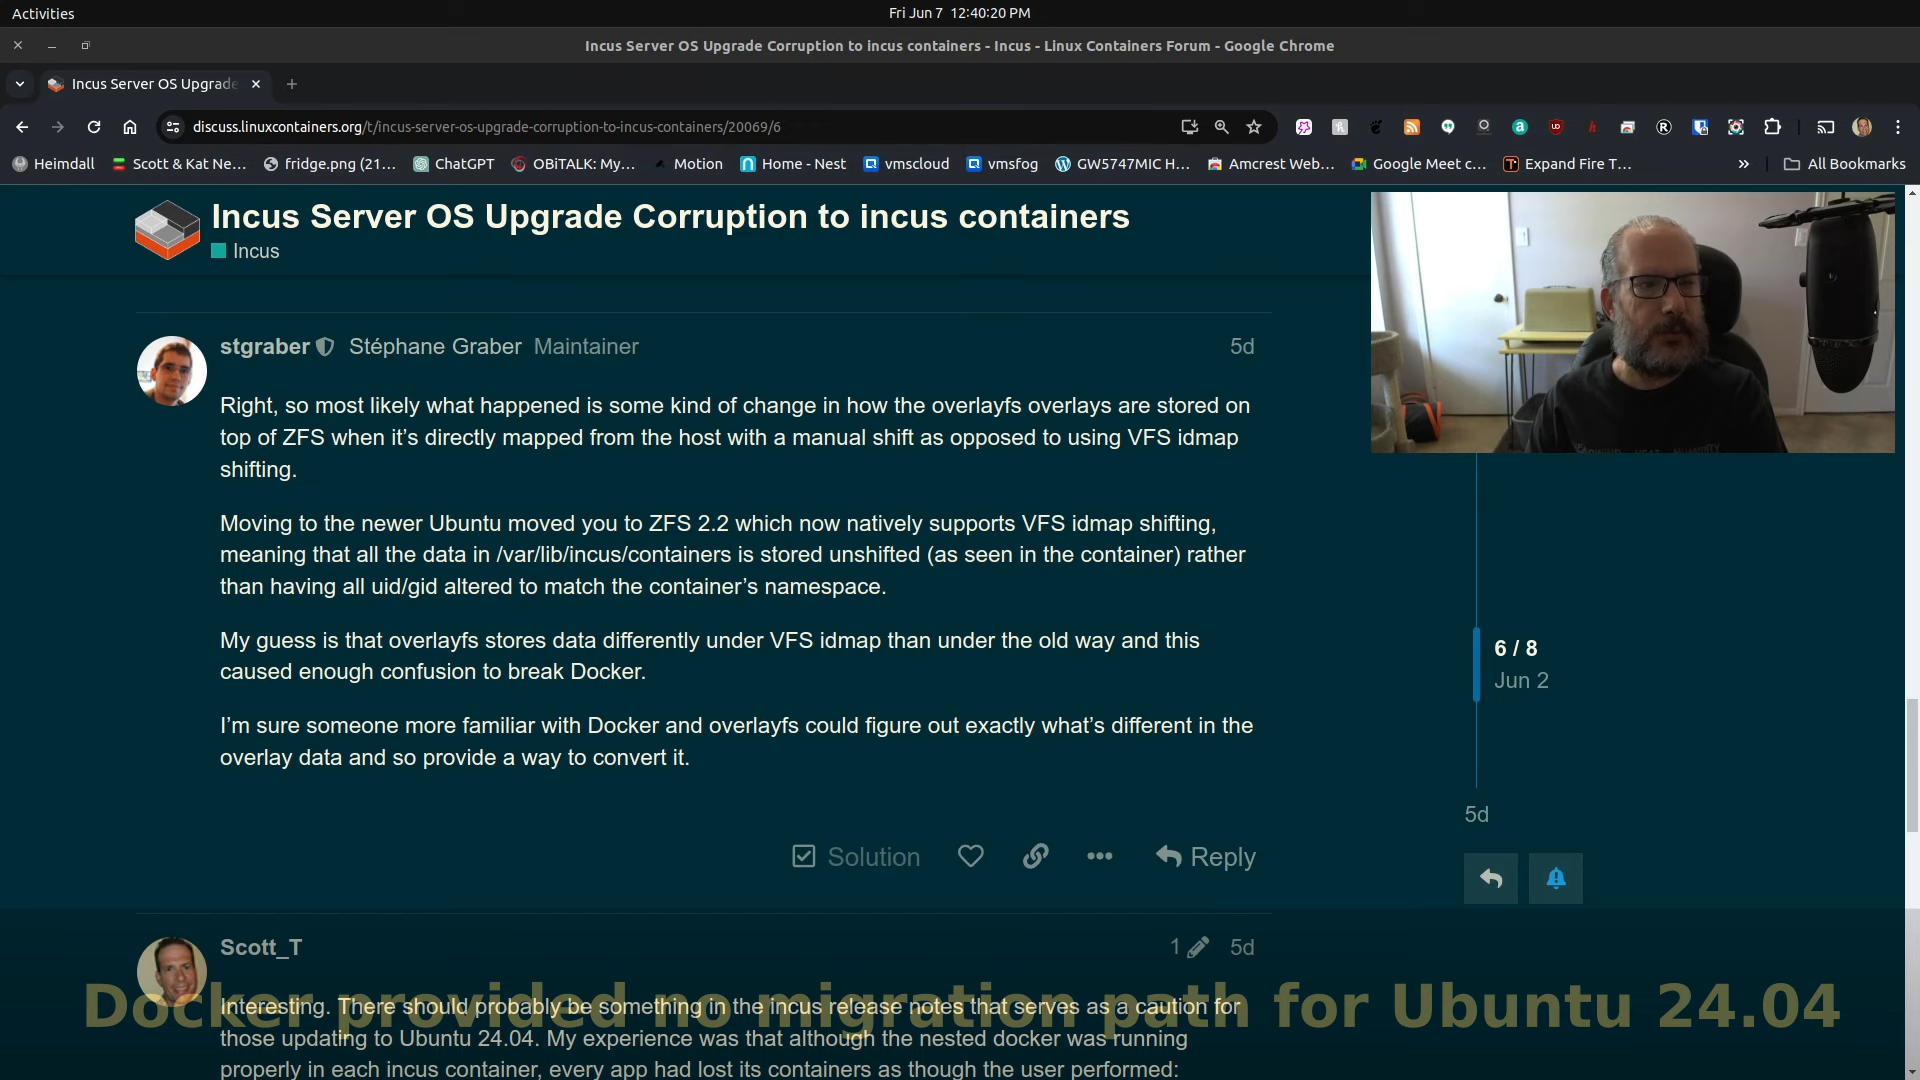 Activities
Fri Jun 7 12:40:20 PM
Incus Server OS Upgrade Corruption to incus containers - Incus - Linux Containers Forum - Google Chrome
Incus Server OS Upgrade
discuss.linuxcontainers.org/t/incus-server-os-upgrade-corruption-to-incus-containers/20069/6
Heimdall
Scott & Kat Ne...
fridge.png (21...
ChatGPT
OBiTALK: My...
Motion
Home - Nest
vmscloud
vmsfog
GW5747MIC H...
Amcrest Web...
Google Meet c...
Expand Fire T...
»
All Bookmarks
Incus Server OS Upgrade Corruption to incus containers
Incus
stgraber Stéphane Graber Maintainer
5d
Right, so most likely what happened is some kind of change in how the overlayfs overlays are stored on
top of ZFS when it’s directly mapped from the host with a manual shift as opposed to using VFS idmap
shifting.
Moving to the newer Ubuntu moved you to ZFS 2.2 which now natively supports VFS idmap shifting,
meaning that all the data in /var/lib/incus/containers is stored unshifted (as seen in the container) rather
than having all uid/gid altered to match the container’s namespace.
My guess is that overlayfs stores data differently under VFS idmap than under the old way and this
caused enough confusion to break Docker.
I’m sure someone more familiar with Docker and overlayfs could figure out exactly what’s different in the
overlay data and so provide a way to convert it.
6 / 8
Jun 2
5d
Solution
Reply
Scott_T
1
5d
Docker provided no migration path for Ubuntu 24.04
Interesting. There should probably be something in the incus release notes that serves as a caution for
those updating to Ubuntu 24.04. My experience was that although the nested docker was running
properly in each incus container, every app had lost its containers as though the user performed: